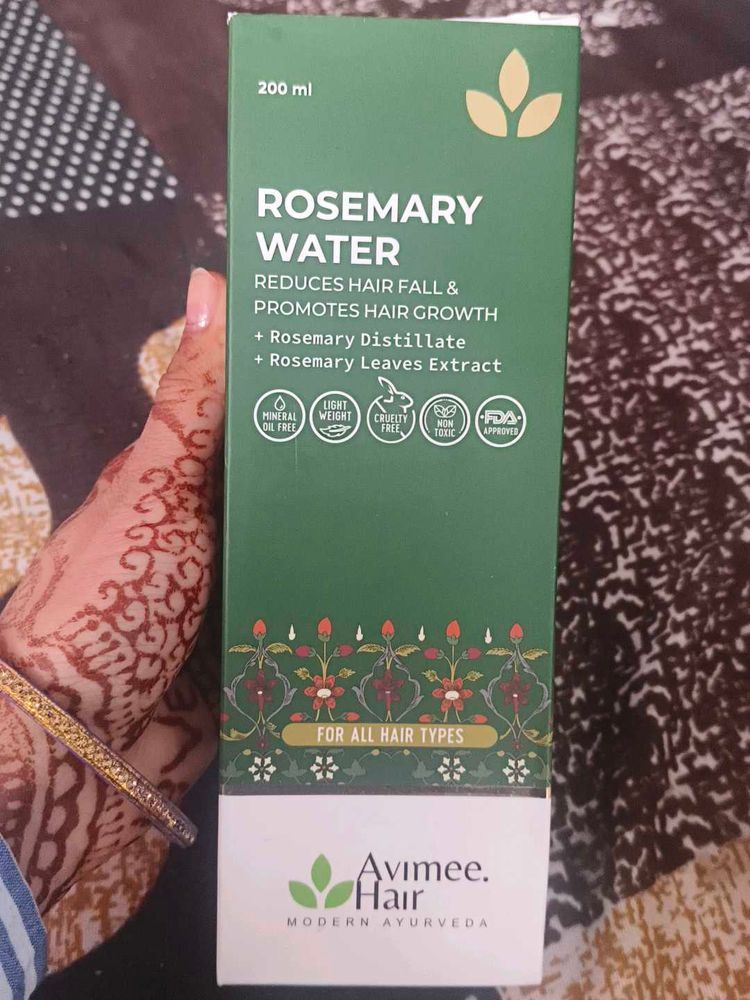 200 ml
ROSEMARY
WATER
REDUCES HAIR FALL &
PROMOTES HAIR GROWTH
+ Rosemary Distillate
+ Rosemary Leaves Extract
MINERAL
OIL FREE
LIGHT
WEIGHT
CRUELTY
FREE
NON
TOXIC
FDA
APPROVED
FOR ALL HAIR TYPES
Avimee.
Hair
MODERN AYURVEDA